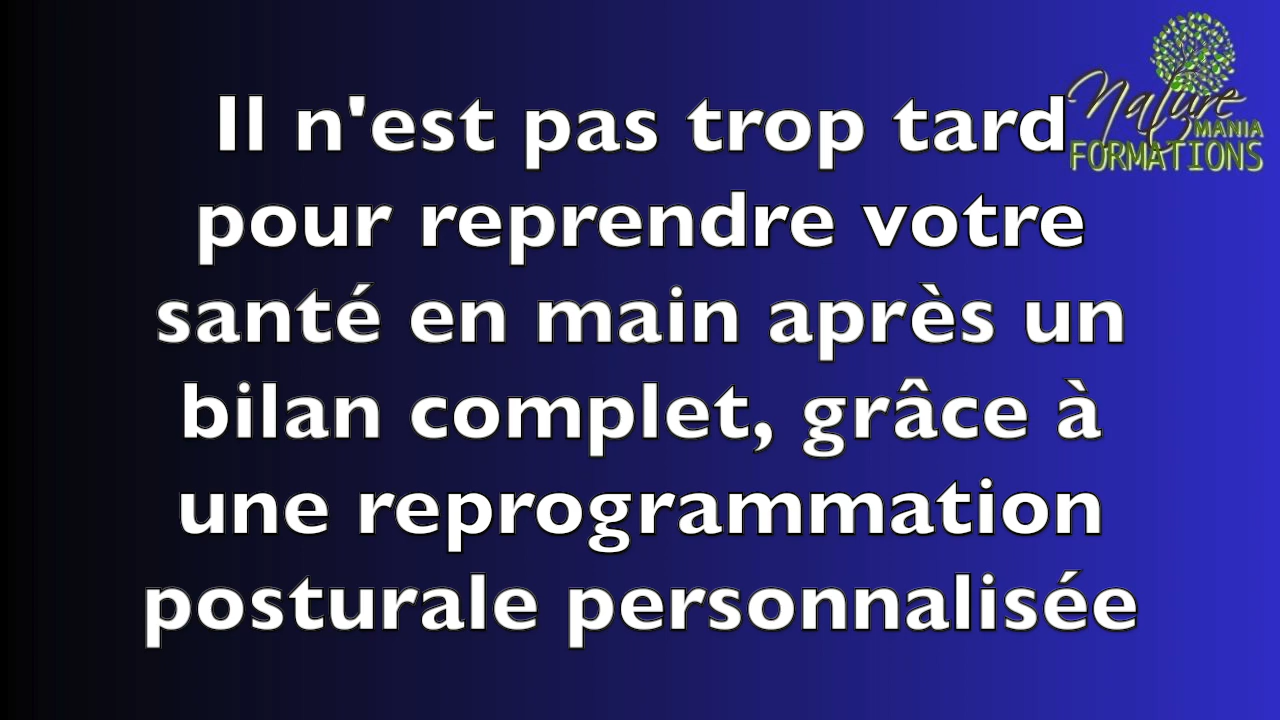 Il n'est pas trop tard
pour reprendre votre
santé en main après un
bilan complet, grâce à
une reprogrammation
posturale personnalisée
Nature
MANIA
FORMATIONS